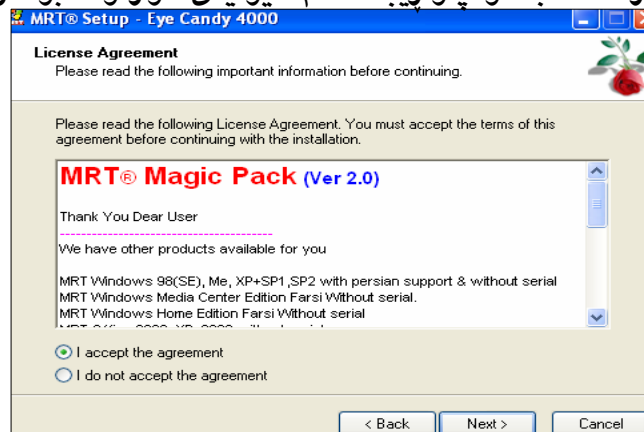 MRT® Setup - Eye Candy 4000
License Agreement
Please read the following important information before continuing.
Please read the following License Agreement. You must accept the terms of this
agreement before continuing with the installation.
MRT® Magic Pack (Ver 2.0)
Thank You Dear User
----------------------------------------
We have other products available for you
MRT Windows 98(SE), Me, XP+SP1 ,SP2 with persian support & without serial
MRT Windows Media Center Edition Farsi Without serial.
MRT Windows Home Edition Farsi Without serial
I accept the agreement
I do not accept the agreement
< Back
Next >
Cancel